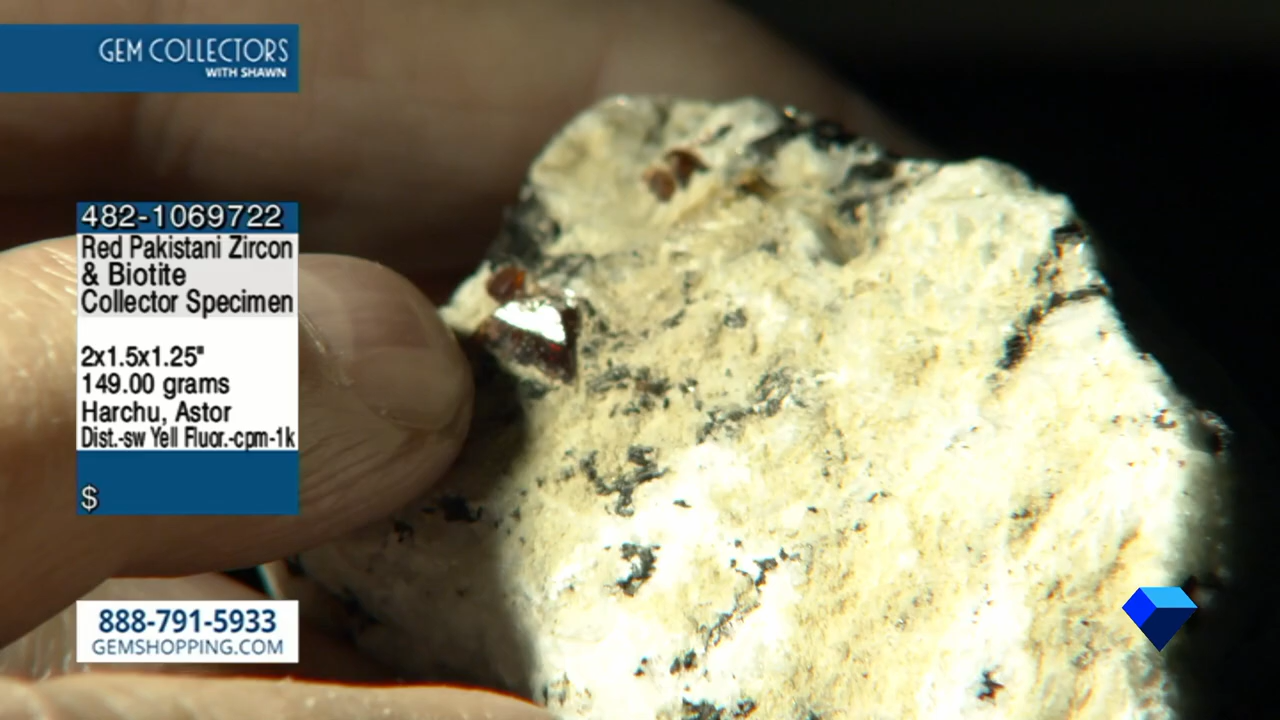 GEM COLLECTORS
WITH SHAWN
482-1069722
Red Pakistani Zircon
& Biotite
Collector Specimen
2x1.5x1.25"
149.00 grams
Harchu, Astor
Dist.-sw Yell Fluor.-cpm-1k
$
888-791-5933
GEMSHOPPING.COM